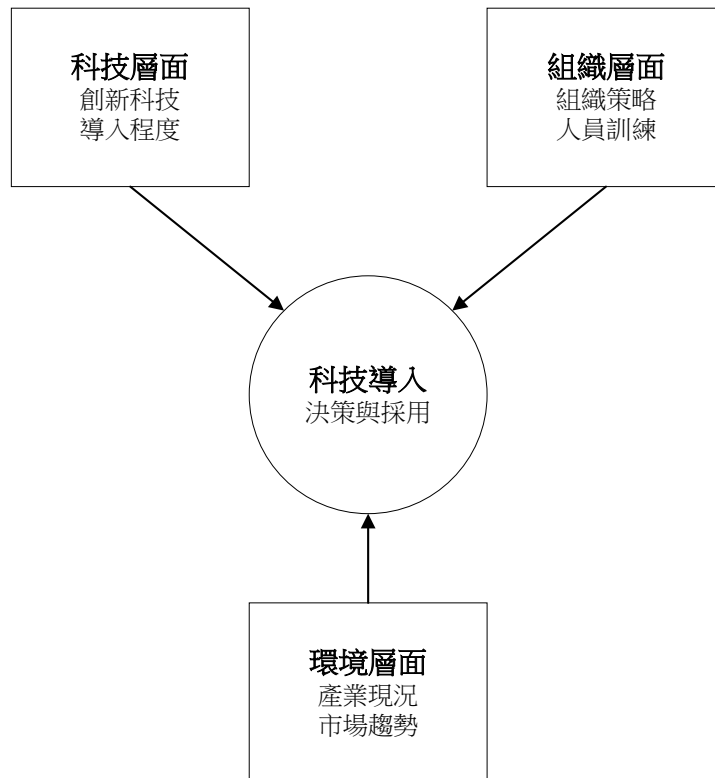 科技層面
創新科技
導入程度
組織層面
組織策略
人員訓練
科技導入
決策與採用
環境層面
產業現況
市場趨勢